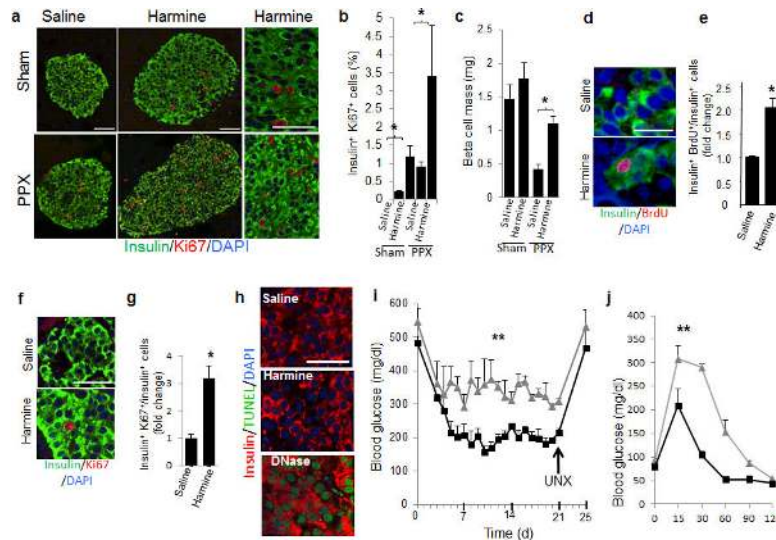 a
Saline
Harmine
Harmine
Sham
PPX
Insulin/Ki67/DAPI
b
Insulin⁺ Ki67⁺ cells (%)
5
4.5
4
3.5
3
2.5
2
1.5
1
0.5
0
*
*
Saline
Harmine
Saline
Harmine
Sham PPX
c
Beta cell mass (mg)
2.5
2
1.5
1
0.5
0
*
Saline
Harmine
Saline
Harmine
Sham PPX
d
Saline
Harmine
Insulin/BrdU
/DAPI
e
Insulin⁺ BrdU⁺/insulin⁺ cells
(fold change)
2.0
1.5
1.0
0.5
0
*
Saline
Harmine
f
Saline
Harmine
Insulin/Ki67
/DAPI
g
Insulin⁺ Ki67⁺/insulin⁺ cells
(fold change)
4
3
2
1
0
*
Saline
Harmine
h
Insulin/TUNEL/DAPI
Saline
Harmine
DNase
i
Blood glucose (mg/dl)
600
500
400
300
200
100
0
**
UNX
0 7 14 21 25
Time (d)
j
Blood glucose (mg/dl)
400
300
200
100
0
**
0 15 30 60 90